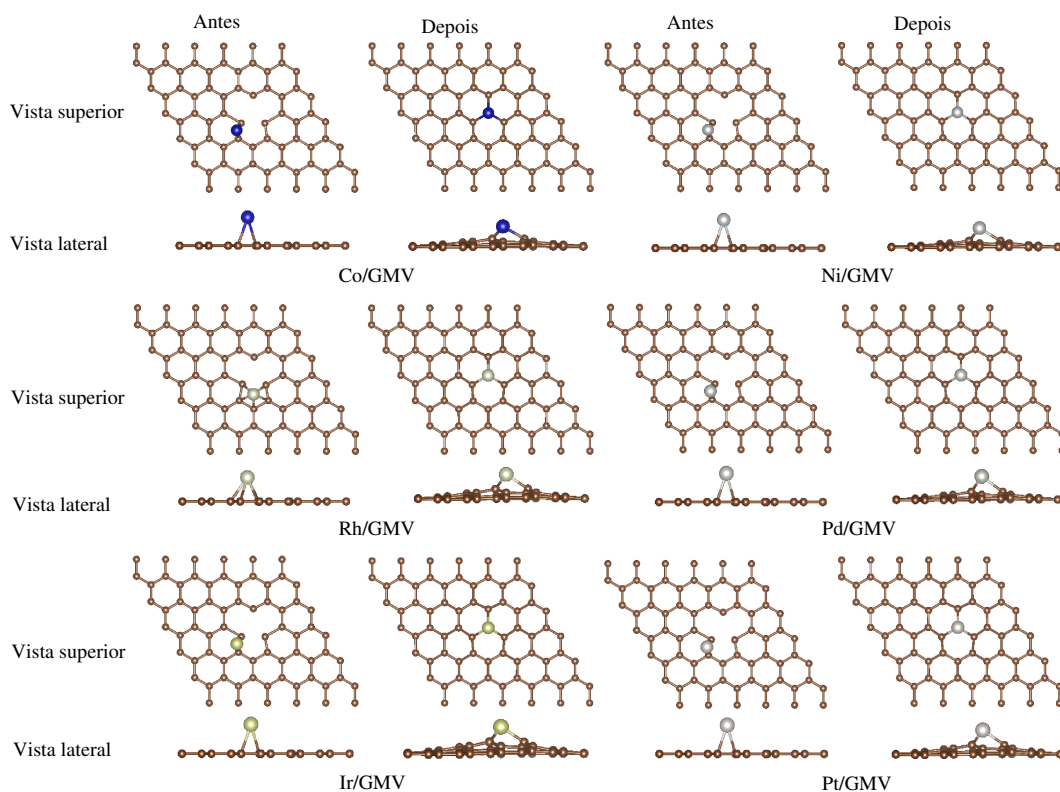 Antes Depois Antes Depois
Vista superior
Vista lateral
Co/GMV Ni/GMV
Vista superior
Vista lateral
Rh/GMV Pd/GMV
Vista superior
Vista lateral
Ir/GMV Pt/GMV